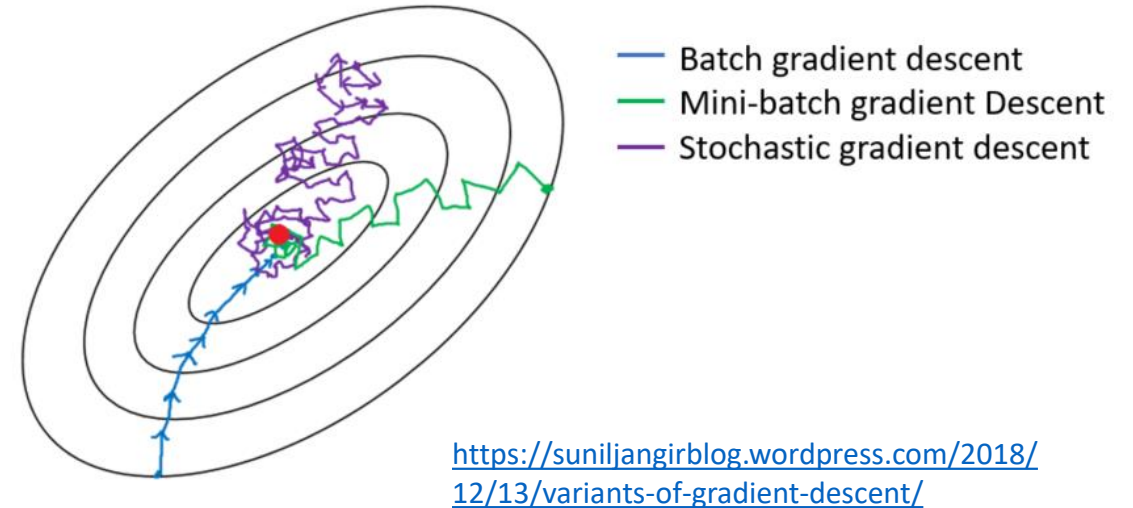 Batch gradient descent
Mini-batch gradient Descent
Stochastic gradient descent
https://suniljangirblog.wordpress.com/2018/
12/13/variants-of-gradient-descent/